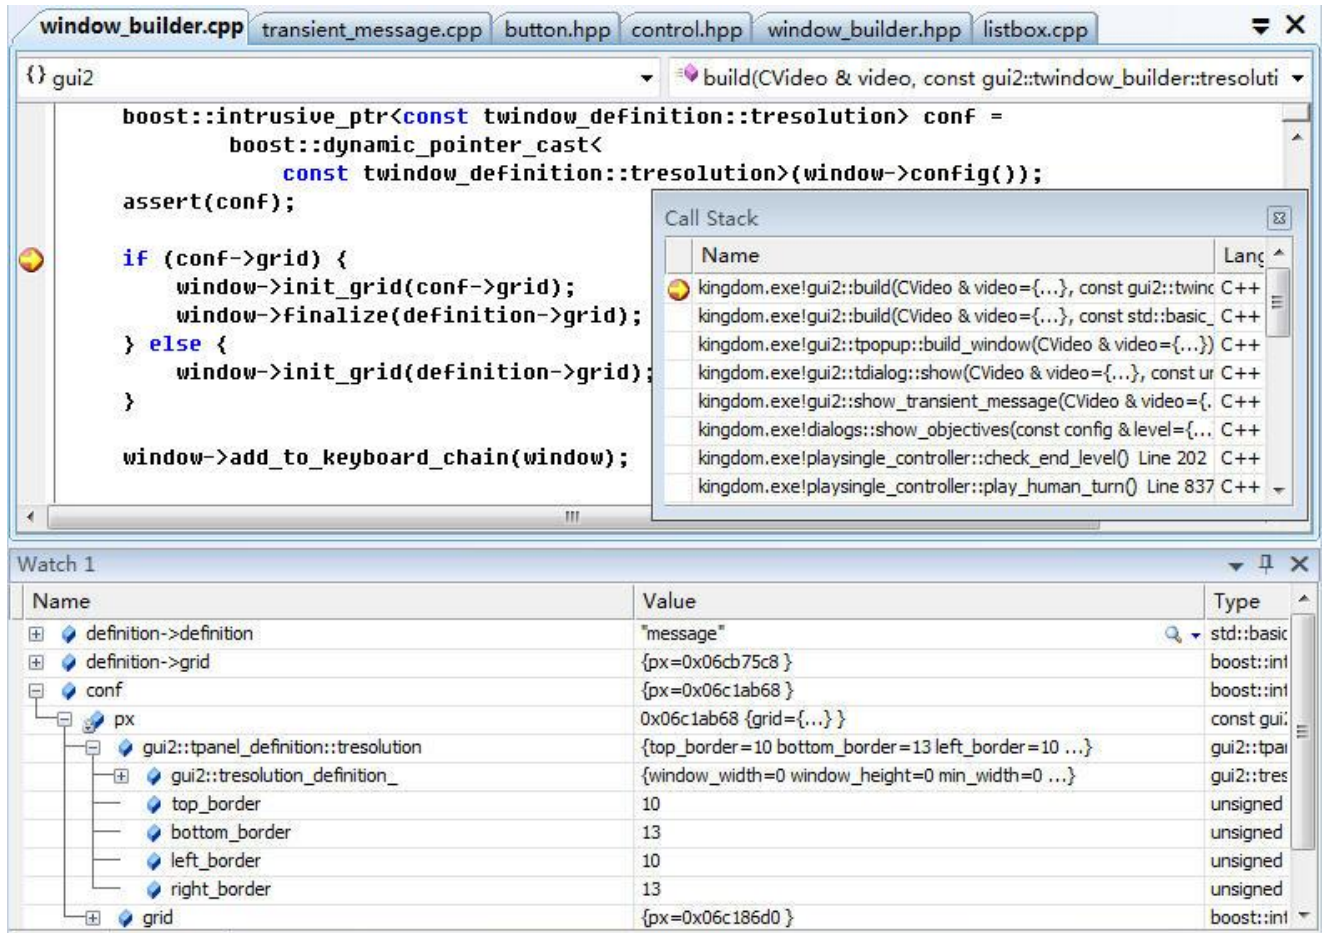 window_builder.cpp transient_message.cpp button.hpp control.hpp window_builder.hpp listbox.cpp
{} gui2 build(CVideo & video, const gui2::twindow_builder::tresoluti
boost::intrusive_ptr<const twindow_definition::tresolution> conf =
boost::dynamic_pointer_cast<
const twindow_definition::tresolution>(window->config());
assert(conf);
if (conf->grid) {
window->init_grid(conf->grid);
window->finalize(definition->grid);
} else {
window->init_grid(definition->grid);
}
window->add_to_keyboard_chain(window);
Call Stack
Name Lang
kingdom.exe!gui2::build(CVideo & video={...}, const gui2::twind C++
kingdom.exe!gui2::build(CVideo & video={...}, const std::basic_ C++
kingdom.exe!gui2::tpopup::build_window(CVideo & video={...}) C++
kingdom.exe!gui2::tdialog::show(CVideo & video={...}, const un C++
kingdom.exe!gui2::show_transient_message(CVideo & video={. C++
kingdom.exe!dialogs::show_objectives(const config & level={... C++
kingdom.exe!playsingle_controller::check_end_level() Line 202 C++
kingdom.exe!playsingle_controller::play_human_turn() Line 837 C++
Watch 1
Name Value Type
definition->definition "message" std::basic
definition->grid {px=0x06cb75c8 } boost::int
conf {px=0x06c1ab68 } boost::int
px 0x06c1ab68 {grid={...} } const gui2
gui2::tpanel_definition::tresolution {top_border=10 bottom_border=13 left_border=10 ...} gui2::tpan
gui2::tresolution_definition_ {window_width=0 window_height=0 min_width=0 ...} gui2::tres
top_border 10 unsigned
bottom_border 13 unsigned
left_border 10 unsigned
right_border 13 unsigned
grid {px=0x06c186d0 } boost::int